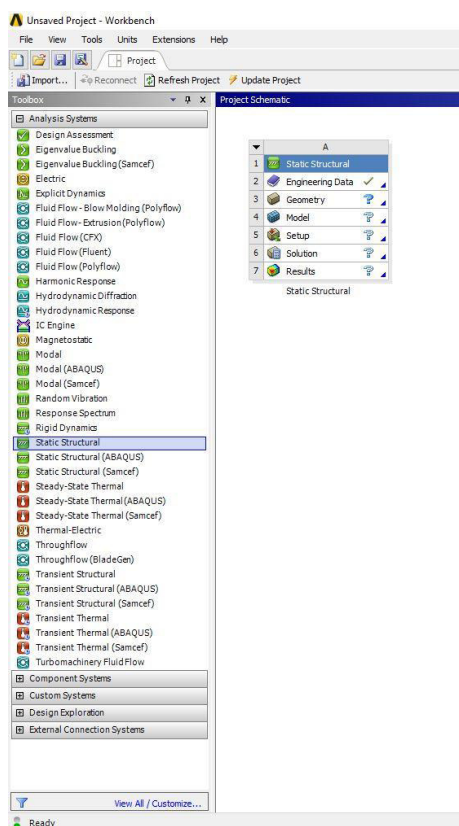 Unsaved Project - Workbench
File View Tools Units Extensions Help
Project
Import... Reconnect Refresh Project Update Project
Toolbox
Project Schematic
Analysis Systems
Design Assessment
Eigenvalue Buckling
Eigenvalue Buckling (Samcef)
Electric
Explicit Dynamics
Fluid Flow - Blow Molding (Polyflow)
Fluid Flow - Extrusion (Polyflow)
Fluid Flow (CFX)
Fluid Flow (Fluent)
Fluid Flow (Polyflow)
Harmonic Response
Hydrodynamic Diffraction
Hydrodynamic Response
IC Engine
Magnetostatic
Modal
Modal (ABAQUS)
Modal (Samcef)
Random Vibration
Response Spectrum
Rigid Dynamics
Static Structural
Static Structural (ABAQUS)
Static Structural (Samcef)
Steady-State Thermal
Steady-State Thermal (ABAQUS)
Steady-State Thermal (Samcef)
Thermal-Electric
Throughflow
Throughflow (BladeGen)
Transient Structural
Transient Structural (ABAQUS)
Transient Structural (Samcef)
Transient Thermal
Transient Thermal (ABAQUS)
Transient Thermal (Samcef)
Turbomachinery Fluid Flow
Component Systems
Custom Systems
Design Exploration
External Connection Systems
View All / Customize...
Ready
A
1 Static Structural
2 Engineering Data
3 Geometry ?
4 Model ?
5 Setup ?
6 Solution ?
7 Results ?
Static Structural